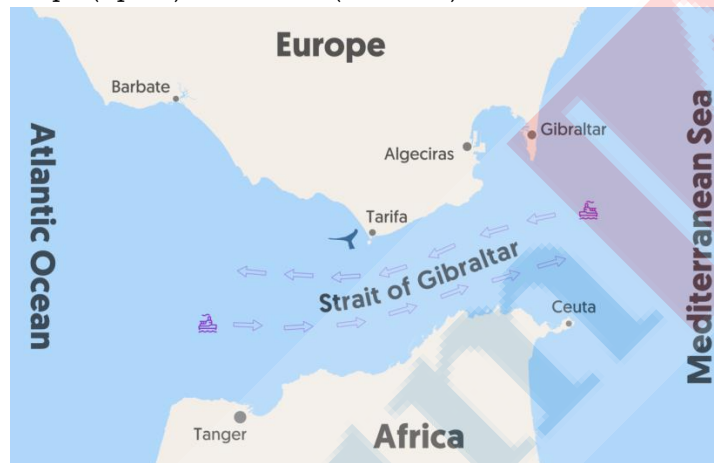 Europe
Barbate
Gibraltar
Algeciras
Atlantic Ocean
Mediterranean Sea
Tarifa
Strait of Gibraltar
Ceuta
Tanger
Africa